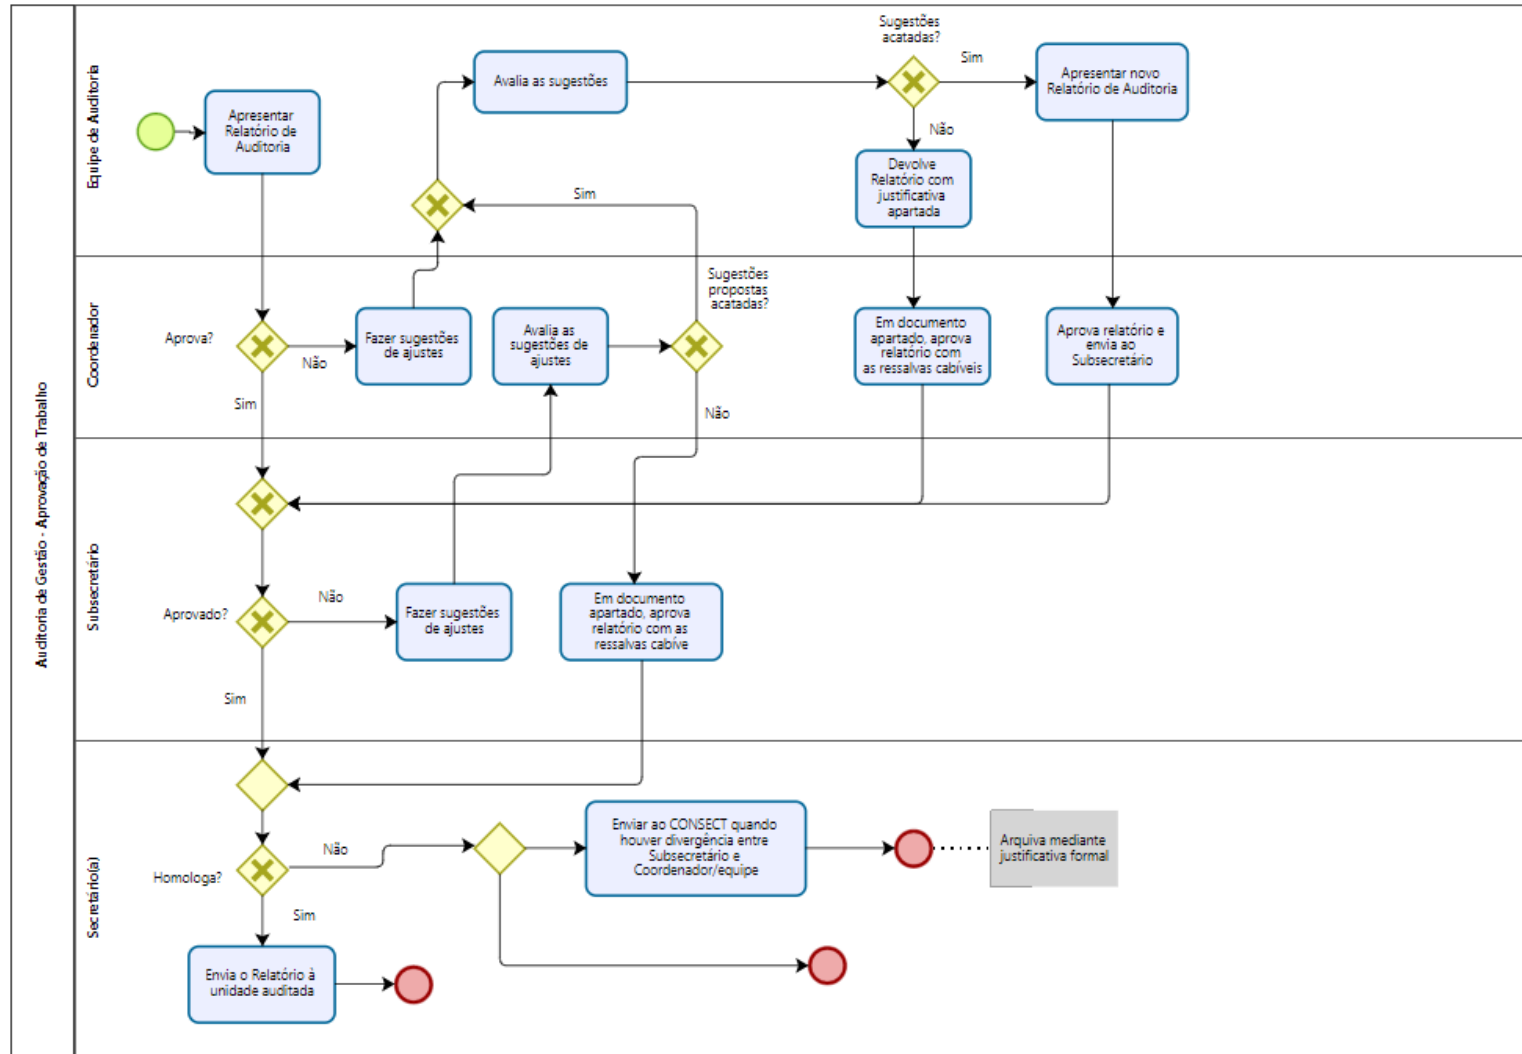 Auditoria de Gestão - Aprovação de Trabalho
Equipe de Auditoria
Apresentar
Relatório de
Auditoria
Avalia as sugestões
Sugestões
acatadas?
Sim
Apresentar novo
Relatório de Auditoria
Não
Devolve
Relatório com
justificativa
apartada
Sim
Coordenador
Aprova?
Não
Fazer sugestões
de ajustes
Avalia as
sugestões de
ajustes
Sugestões
propostas
acatadas?
Em documento
apartado, aprova
relatório com
as ressalvas cabíveis
Aprova relatório e
envia ao
Subsecretário
Sim
Não
Subsecretário
Aprovado?
Não
Fazer sugestões
de ajustes
Em documento
apartado, aprova
relatório com as
ressalvas cabíve
Sim
Secretário(a)
Homologa?
Não
Enviar ao CONSECT quando
houver divergência entre
Subsecretário e
Coordenador/equipe
Arquiva mediante
justificativa formal
Sim
Envia o Relatório à
unidade auditada